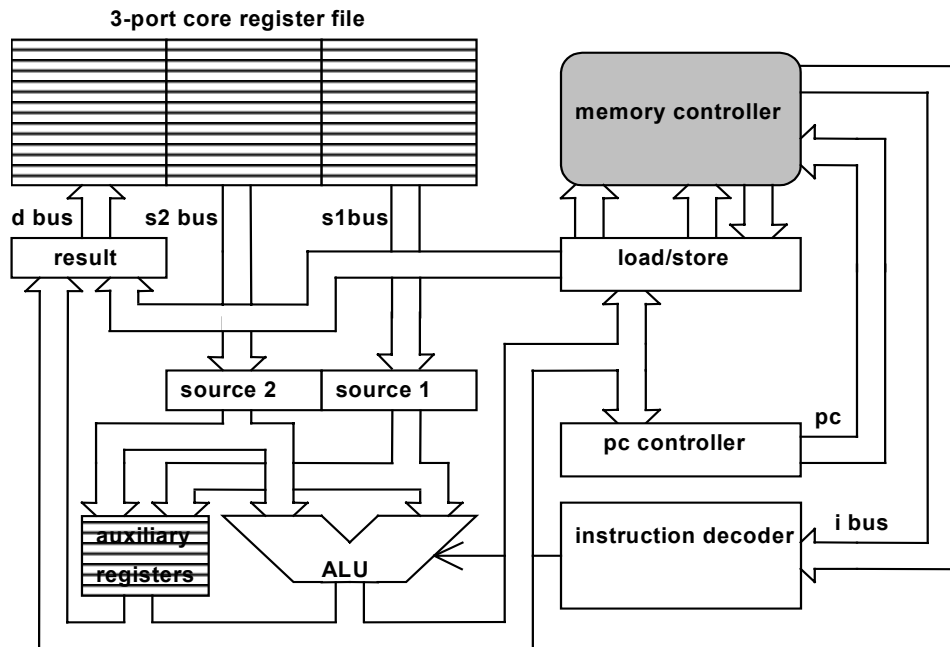 3-port core register file
memory controller
d bus
s2 bus
s1bus
result
load/store
source 2
source 1
pc
pc controller
i bus
auxiliary
registers
ALU
instruction decoder